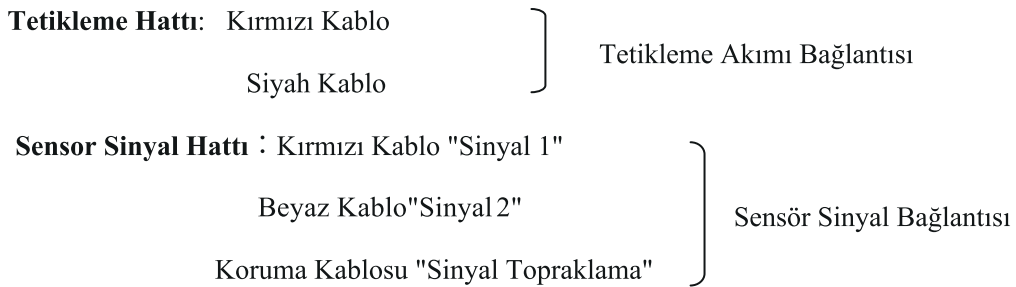 Tetikleme Hattı: Kırmızı Kablo
Tetikleme Akımı Bağlantısı
Siyah Kablo
Sensor Sinyal Hattı：Kırmızı Kablo "Sinyal 1"
Beyaz Kablo"Sinyal 2"
Sensör Sinyal Bağlantısı
Koruma Kablosu "Sinyal Topraklama"